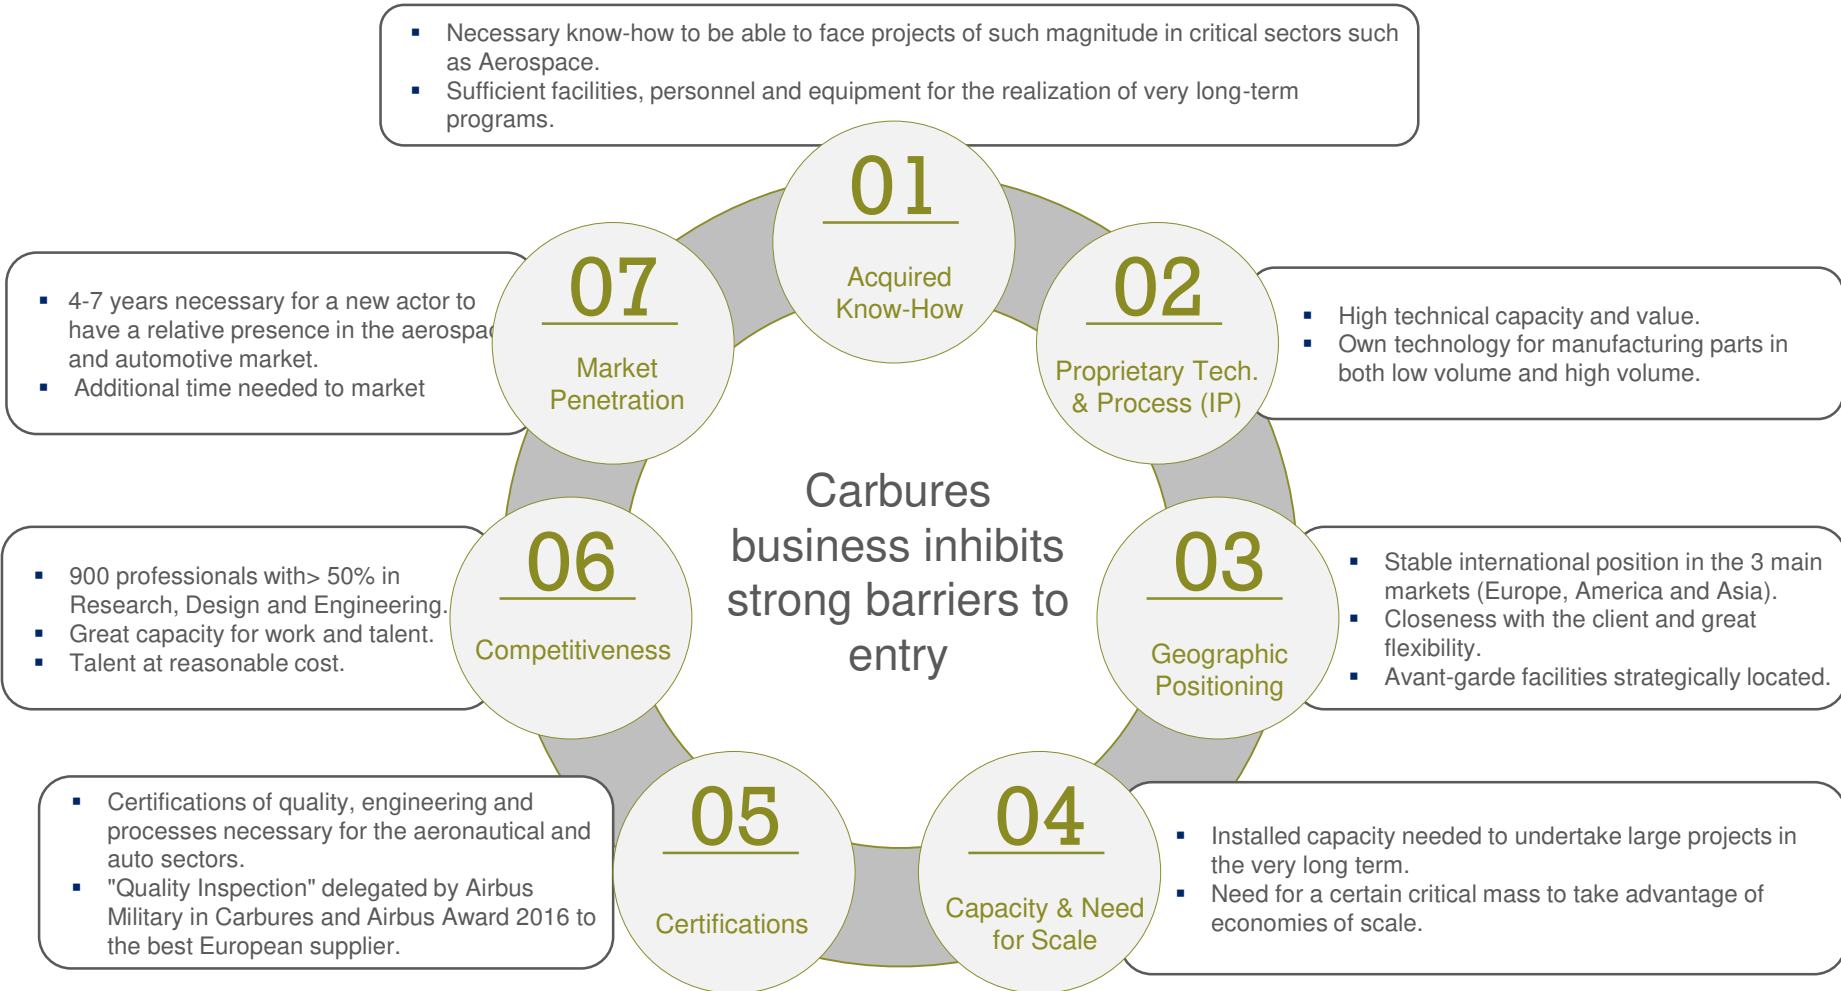 Necessary know-how to be able to face projects of such magnitude in critical sectors such
as Aerospace.
Sufficient facilities, personnel and equipment for the realization of very long-term
programs.
01
Acquired
Know-How
02
Proprietary Tech.
& Process (IP)
High technical capacity and value.
Own technology for manufacturing parts in
both low volume and high volume.
03
Geographic
Positioning
Stable international position in the 3 main
markets (Europe, America and Asia).
Closeness with the client and great
flexibility.
Avant-garde facilities strategically located.
04
Capacity & Need
for Scale
Installed capacity needed to undertake large projects in
the very long term.
Need for a certain critical mass to take advantage of
economies of scale.
05
Certifications
Certifications of quality, engineering and
processes necessary for the aeronautical and
auto sectors.
"Quality Inspection" delegated by Airbus
Military in Carbures and Airbus Award 2016 to
the best European supplier.
06
Competitiveness
900 professionals with> 50% in
Research, Design and Engineering.
Great capacity for work and talent.
Talent at reasonable cost.
07
Market
Penetration
4-7 years necessary for a new actor to
have a relative presence in the aerospac
and automotive market.
Additional time needed to market
Carbures
business inhibits
strong barriers to
entry